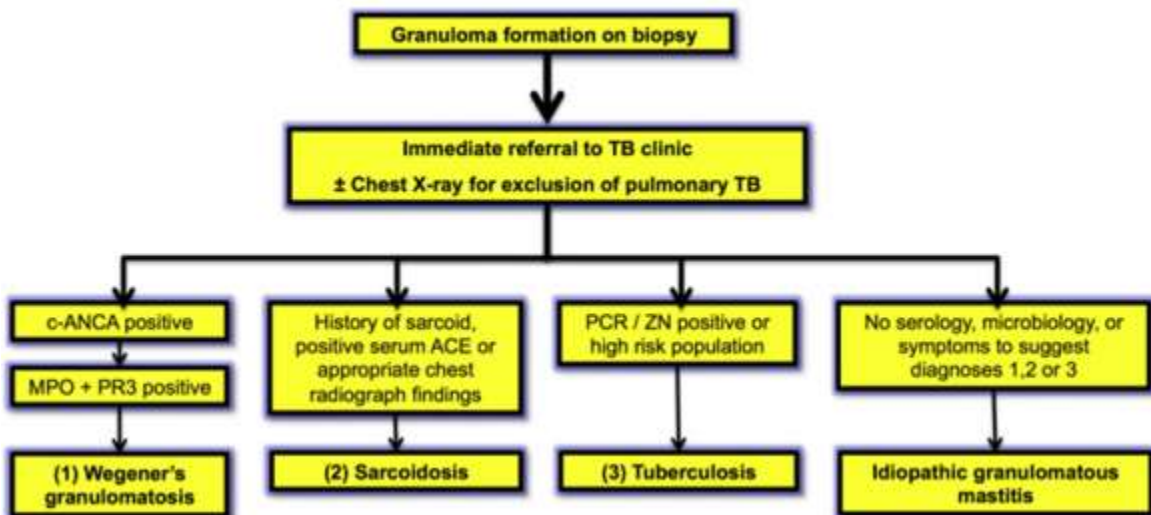 Granuloma formation on biopsy
Immediate referral to TB clinic
± Chest X-ray for exclusion of pulmonary TB
c-ANCA positive
MPO + PR3 positive
(1) Wegener's
granulomatosis
History of sarcoid,
positive serum ACE or
appropriate chest
radiograph findings
(2) Sarcoidosis
PCR / ZN positive or
high risk population
(3) Tuberculosis
No serology, microbiology, or
symptoms to suggest
diagnoses 1,2 or 3
Idiopathic granulomatous
mastitis